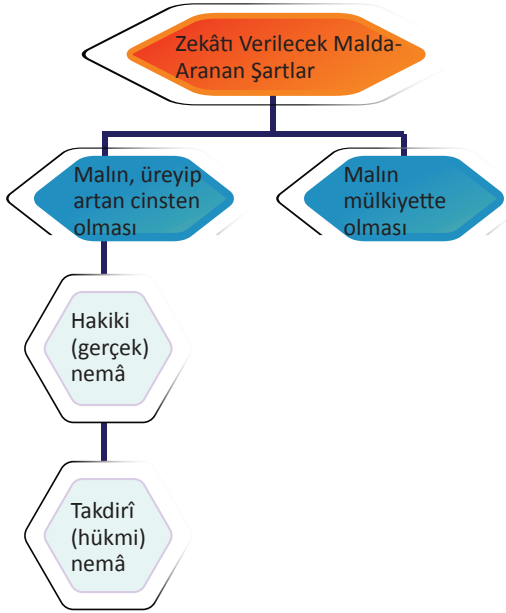 Zekâtı Verilecek Malda-
Aranan Şartlar
Malın, üreyip
artan cinsten
olması
Malın
mülkiyette
olması
Hakiki
(gerçek)
nemâ
Takdirî
(hükmi)
nemâ